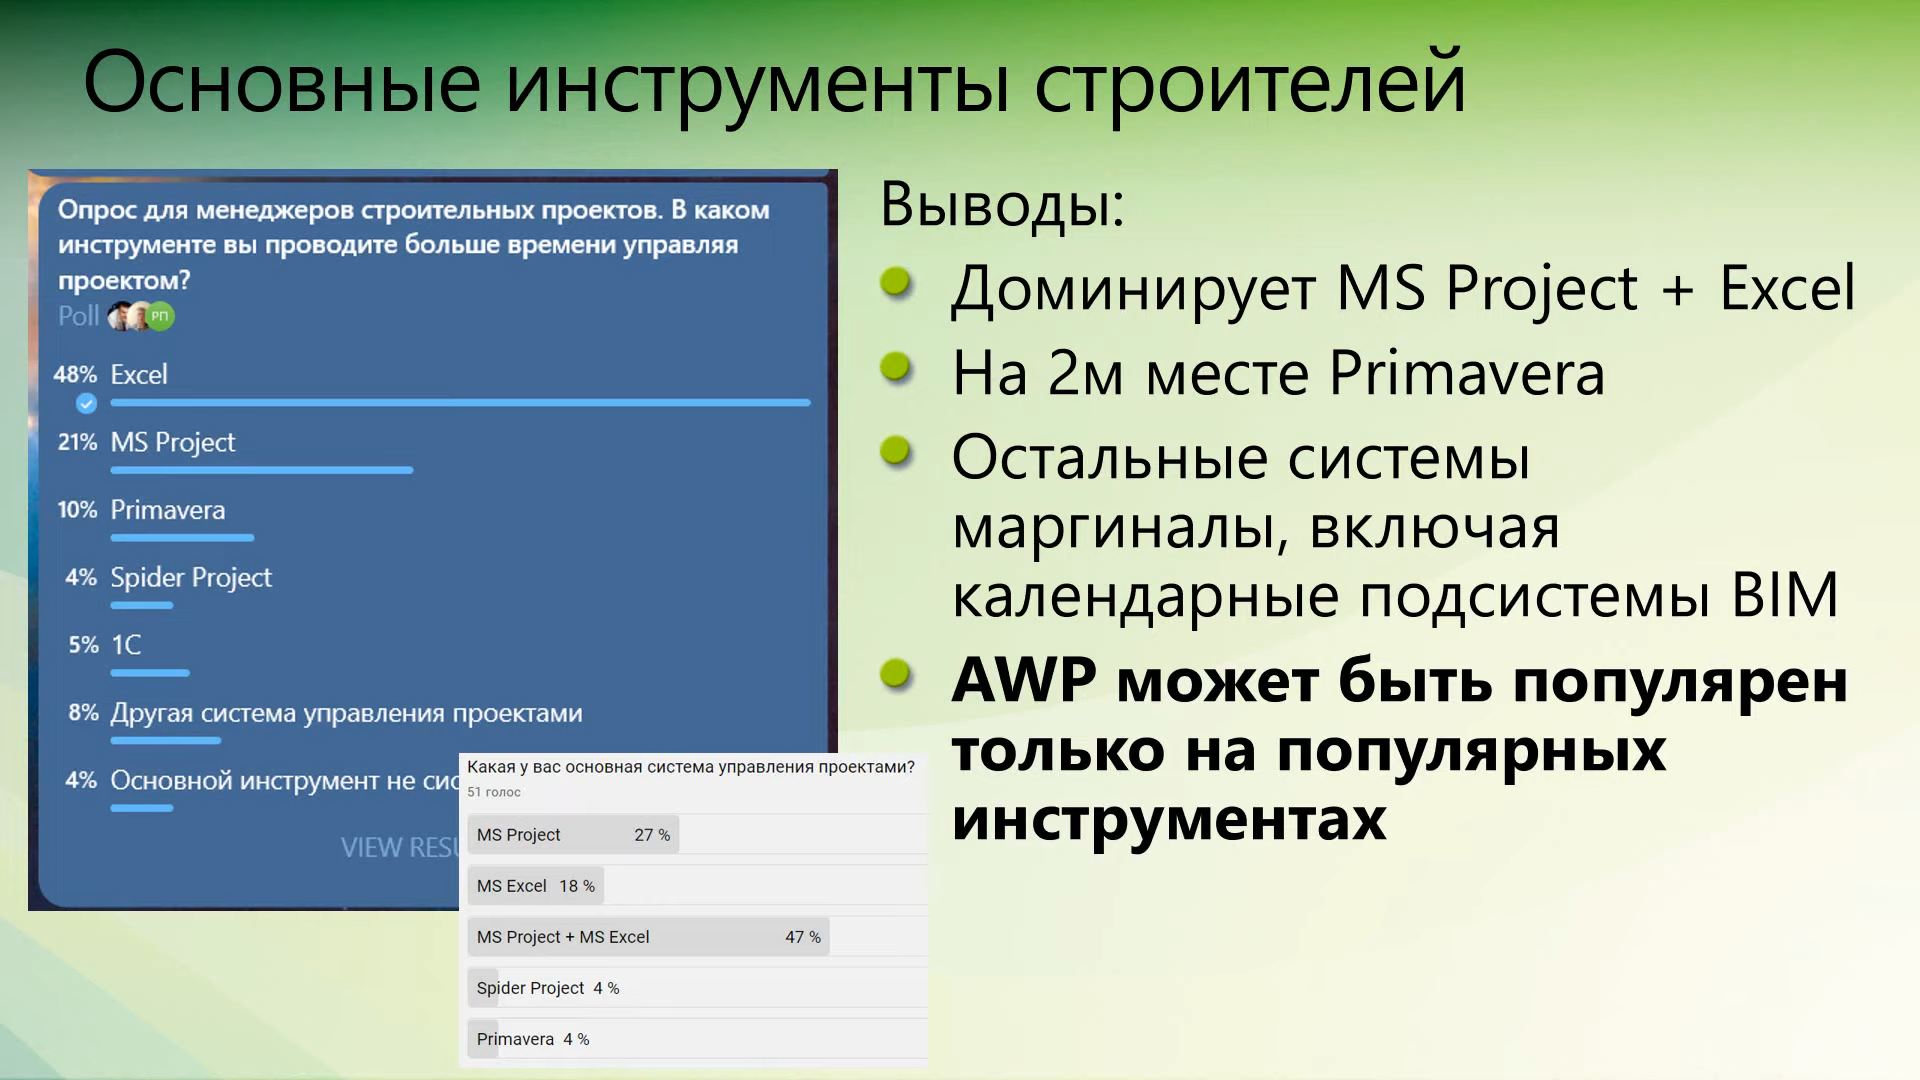 Основные инструменты строителей
Опрос для менеджеров строительных проектов. В каком
инструменте вы проводите больше времени управляя
проектом?
Poll РП
48% Excel
21% MS Project
10% Primavera
4% Spider Project
5% 1С
8% Другая система управления проектами
4% Основной инструмент не
VIEW
Какая у вас основная система управления проектами?
51 голос
MS Project 27 %
MS Excel 18 %
MS Project + MS Excel 47 %
Spider Project 4 %
Primavera 4 %
Выводы:
Доминирует MS Project + Excel
На 2м месте Primavera
Остальные системы
маргиналы, включая
календарные подсистемы BIM
AWP может быть популярен
только на популярных
инструментах